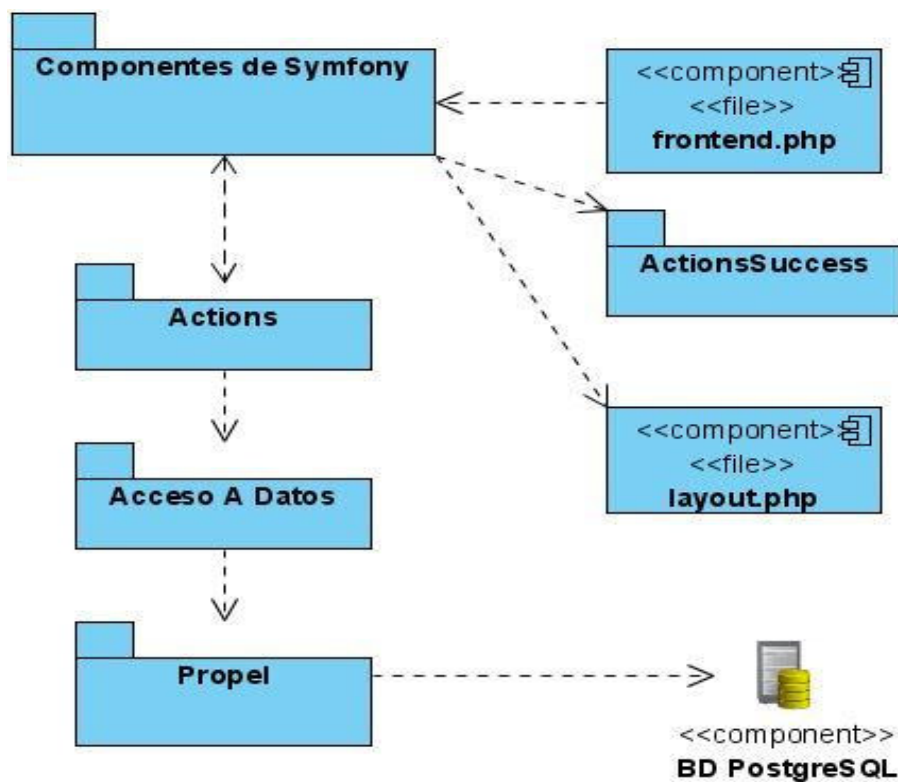 Componentes de Symfony
<<component>>
<<file>>
frontend.php
ActionsSuccess
Actions
<<component>>
<<file>>
layout.php
Acceso A Datos
Propel
<<component>>
BD PostgreSQL